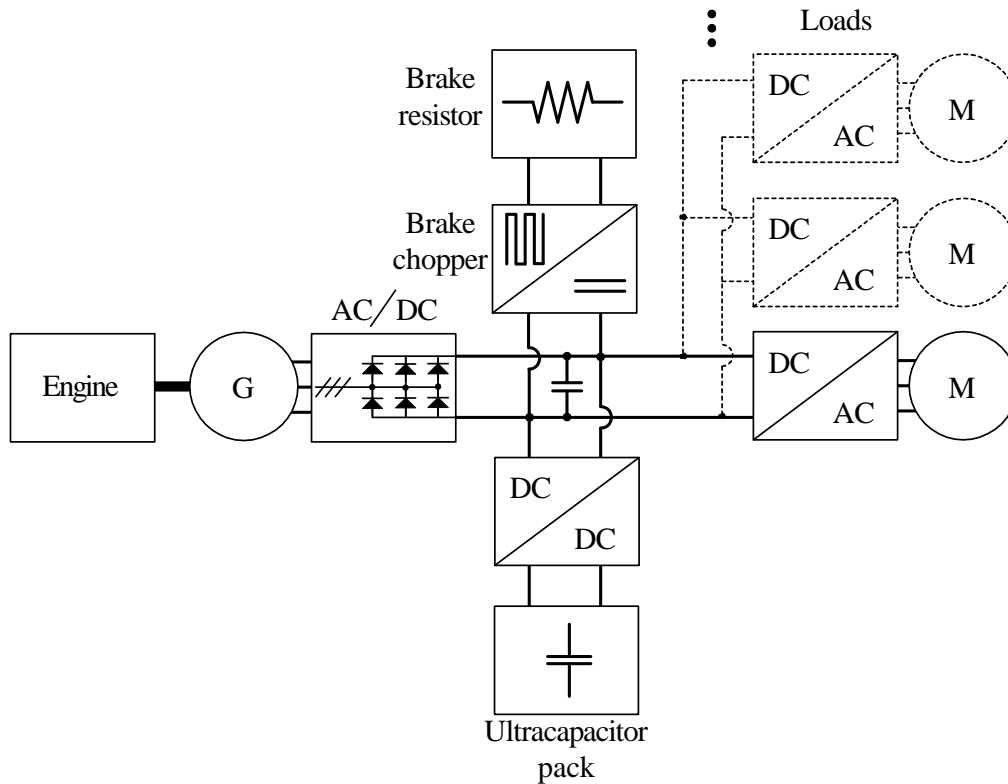 Loads
Brake
resistor
DC
AC
M
Brake
chopper
DC
AC
M
AC/DC
Engine
G
DC
AC
M
DC
DC
Ultracapacitor
pack